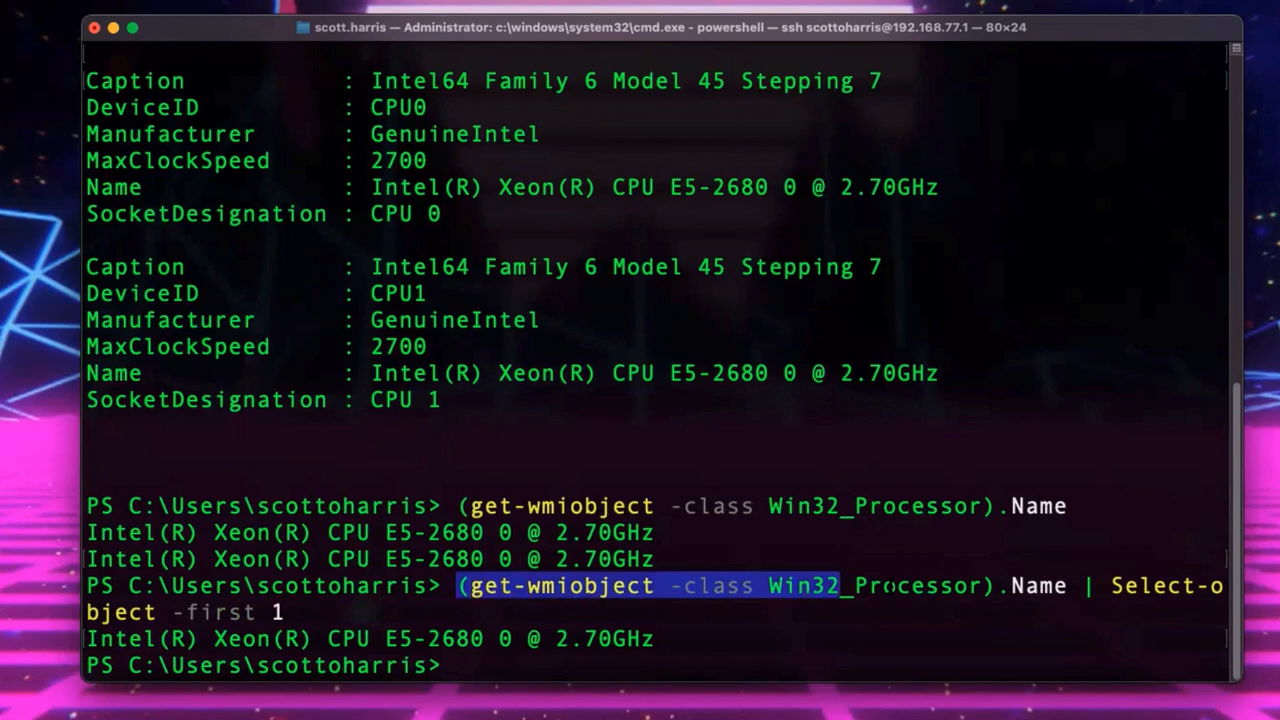 scott.harris — Administrator: c:\windows\system32\cmd.exe - powershell — ssh scottoharris@192.168.77.1 — 80×24
Caption           : Intel64 Family 6 Model 45 Stepping 7
DeviceID          : CPU0
Manufacturer      : GenuineIntel
MaxClockSpeed     : 2700
Name              : Intel(R) Xeon(R) CPU E5-2680 0 @ 2.70GHz
SocketDesignation : CPU 0
Caption           : Intel64 Family 6 Model 45 Stepping 7
DeviceID          : CPU1
Manufacturer      : GenuineIntel
MaxClockSpeed     : 2700
Name              : Intel(R) Xeon(R) CPU E5-2680 0 @ 2.70GHz
SocketDesignation : CPU 1
PS C:\Users\scottoharris> (get-wmiobject -class Win32_Processor).Name
Intel(R) Xeon(R) CPU E5-2680 0 @ 2.70GHz
Intel(R) Xeon(R) CPU E5-2680 0 @ 2.70GHz
PS C:\Users\scottoharris> (get-wmiobject -class Win32_Processor).Name | Select-o
bject -first 1
Intel(R) Xeon(R) CPU E5-2680 0 @ 2.70GHz
PS C:\Users\scottoharris>